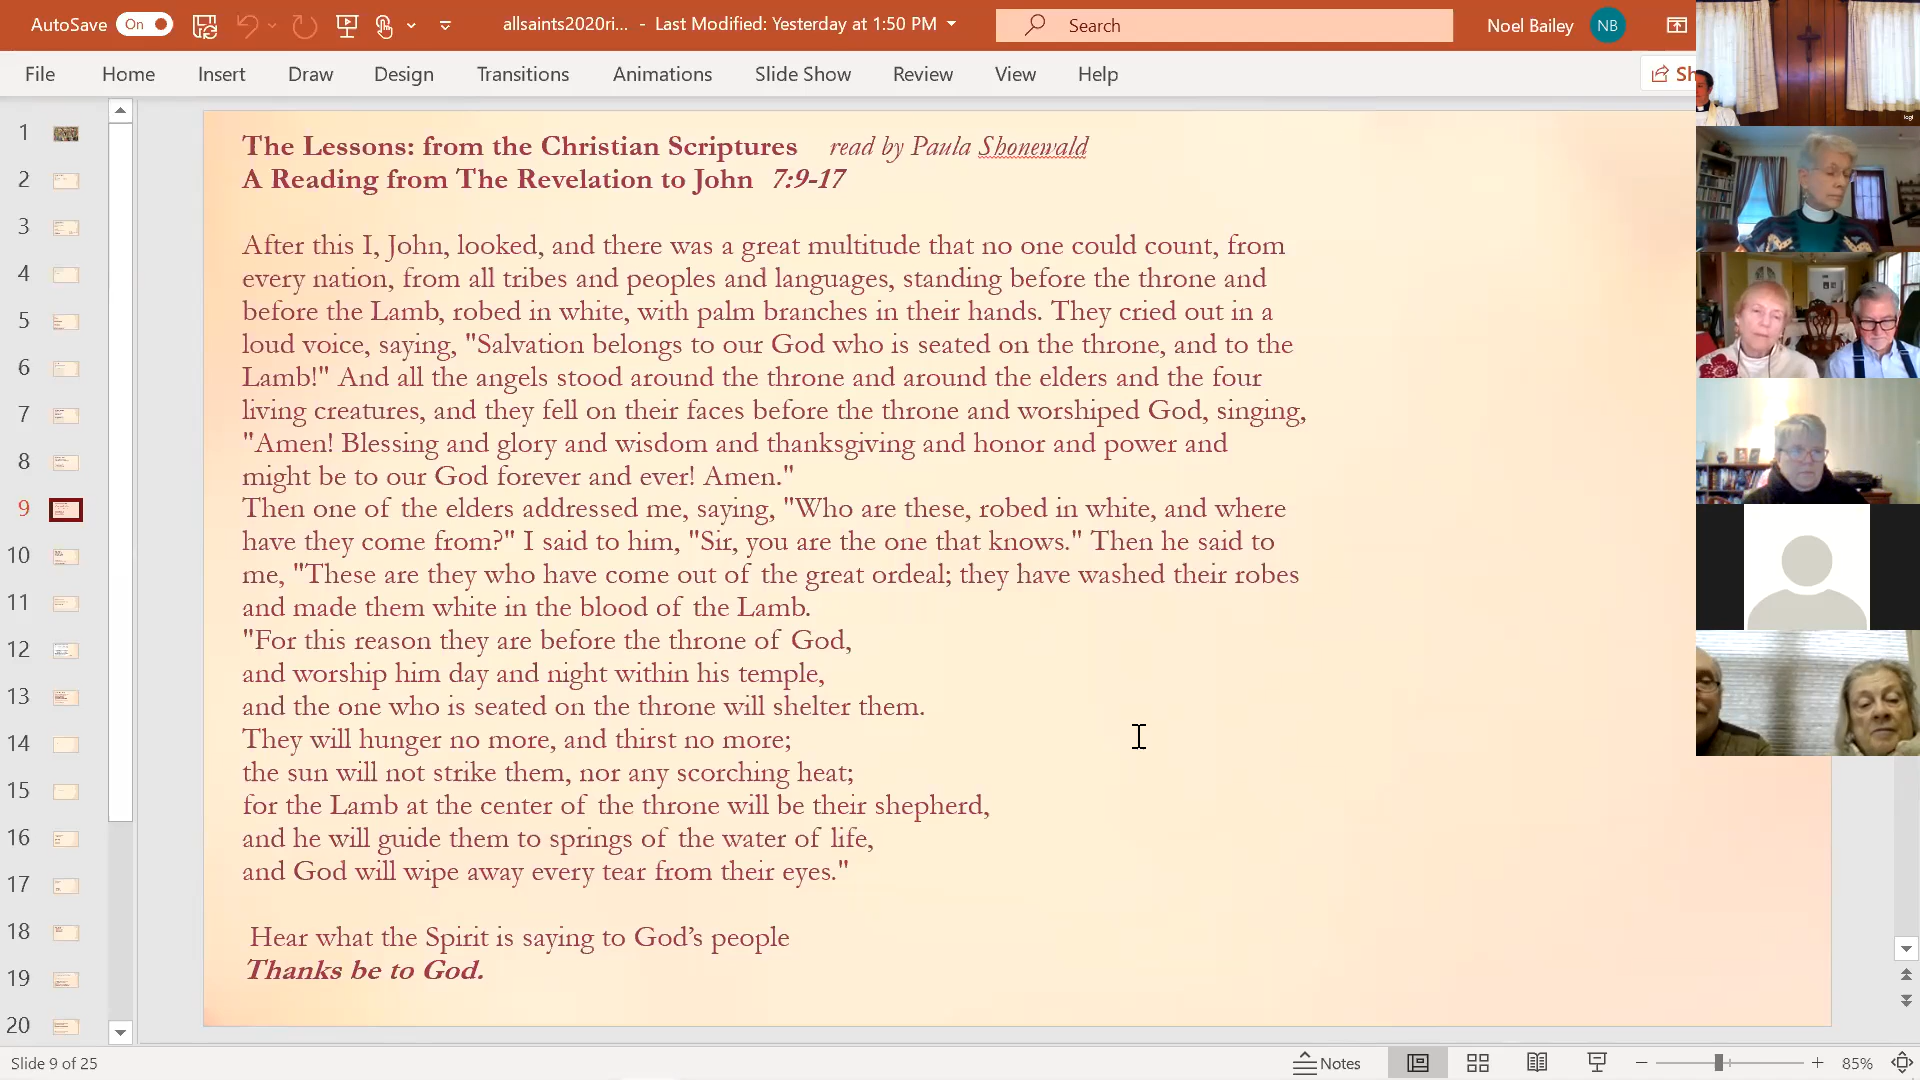 AutoSave On allsaints2020ri... - Last Modified: Yesterday at 1:50 PM Search Noel Bailey NB
File Home Insert Draw Design Transitions Animations Slide Show Review View Help Sh
The Lessons: from the Christian Scriptures read by Paula Shonewald
A Reading from The Revelation to John 7:9-17
After this I, John, looked, and there was a great multitude that no one could count, from
every nation, from all tribes and peoples and languages, standing before the throne and
before the Lamb, robed in white, with palm branches in their hands. They cried out in a
loud voice, saying, "Salvation belongs to our God who is seated on the throne, and to the
Lamb!" And all the angels stood around the throne and around the elders and the four
living creatures, and they fell on their faces before the throne and worshiped God, singing,
"Amen! Blessing and glory and wisdom and thanksgiving and honor and power and
might be to our God forever and ever! Amen."
Then one of the elders addressed me, saying, "Who are these, robed in white, and where
have they come from?" I said to him, "Sir, you are the one that knows." Then he said to
me, "These are they who have come out of the great ordeal; they have washed their robes
and made them white in the blood of the Lamb.
"For this reason they are before the throne of God,
and worship him day and night within his temple,
and the one who is seated on the throne will shelter them.
They will hunger no more, and thirst no more;
the sun will not strike them, nor any scorching heat;
for the Lamb at the center of the throne will be their shepherd,
and he will guide them to springs of the water of life,
and God will wipe away every tear from their eyes."
Hear what the Spirit is saying to God’s people
Thanks be to God.
1
2
3
4
5
6
7
8
9
10
11
12
13
14
15
16
17
18
19
20
Slide 9 of 25 Notes 85%